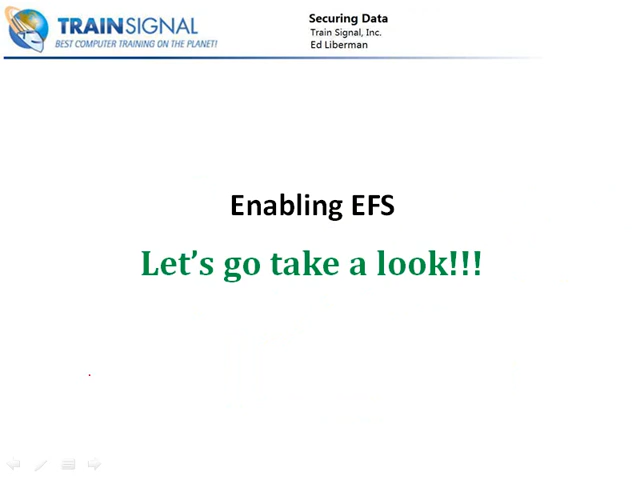 TRAINSIGNAL
BEST COMPUTER TRAINING ON THE PLANET!
Securing Data
Train Signal, Inc.
Ed Liberman
Enabling EFS
Let's go take a look!!!